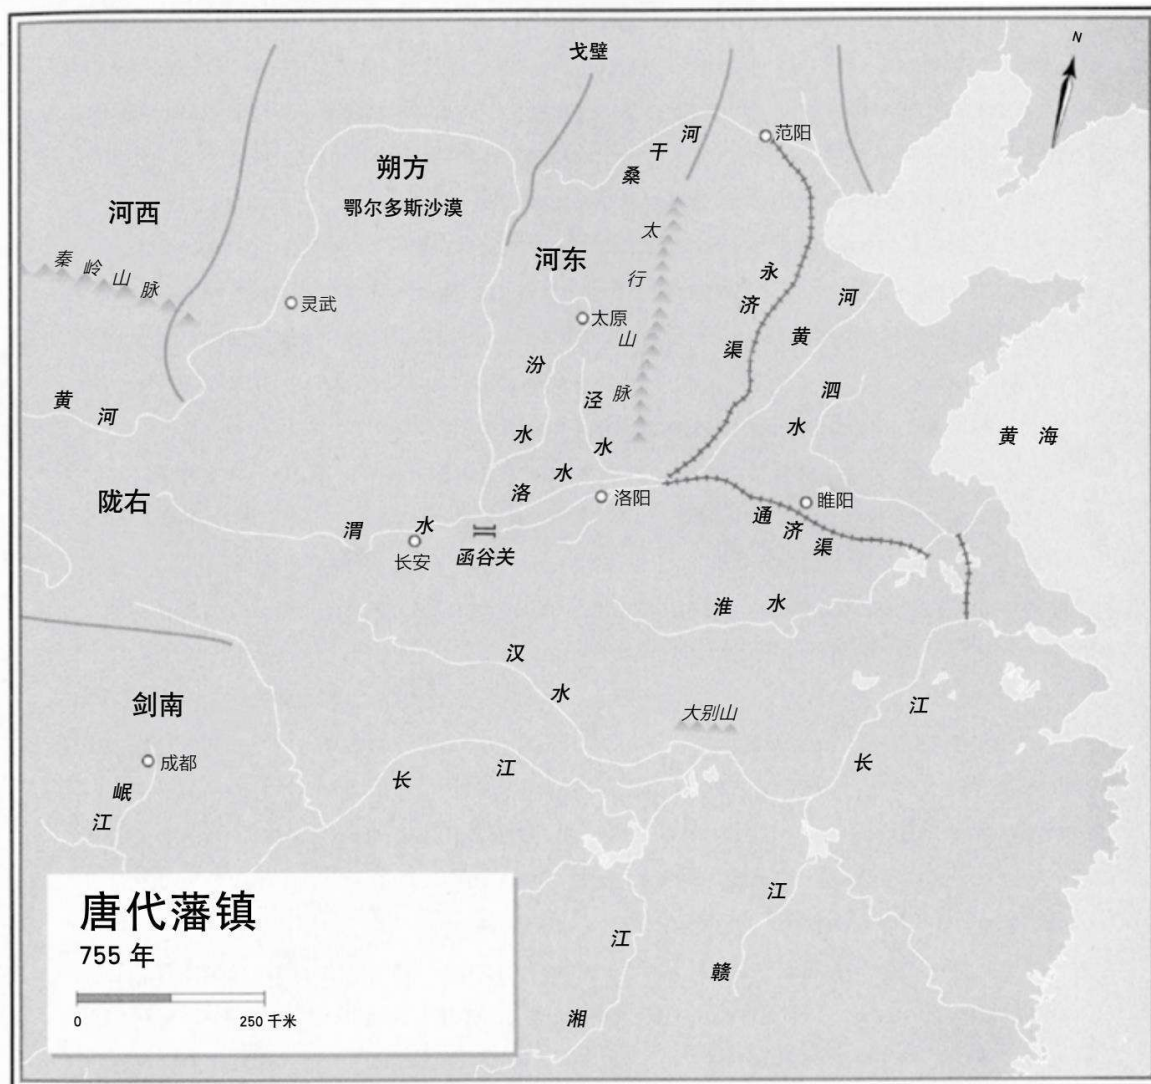 N
戈壁
范阳
桑干河
朔方
鄂尔多斯沙漠
河西
秦岭山脉
太行山脉
河东
灵武
太原
永济渠
黄河
泗水
汾水
泾水
黄河
黄海
陇右
洛水
洛阳
睢阳
通济渠
渭水
长安
函谷关
淮水
汉水
剑南
大别山
长江
成都
岷江
长江
赣江
湘江
唐代藩镇
755 年
0
250 千米